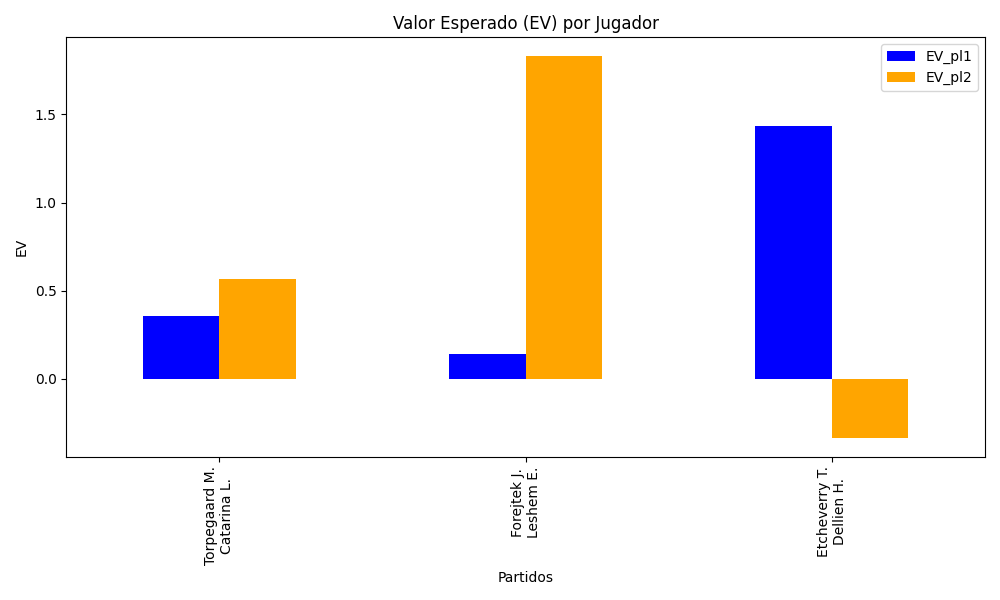 Valor Esperado (EV) por Jugador
EV_pl1
EV_pl2
EV
1.5
1.0
0.5
0.0
Torpegaard M.
Catarina L.
Forejtek J.
Leshem E.
Etcheverry T.
Dellien H.
Partidos